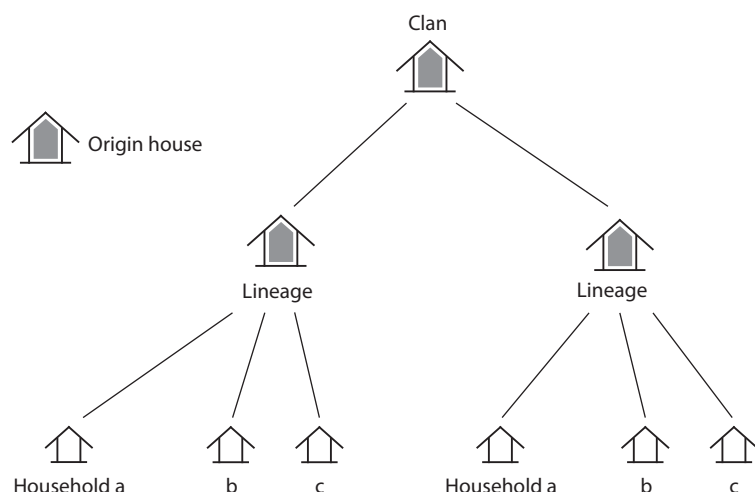 Clan
Origin house
Lineage
Lineage
Household a
b
c
Household a
b
c